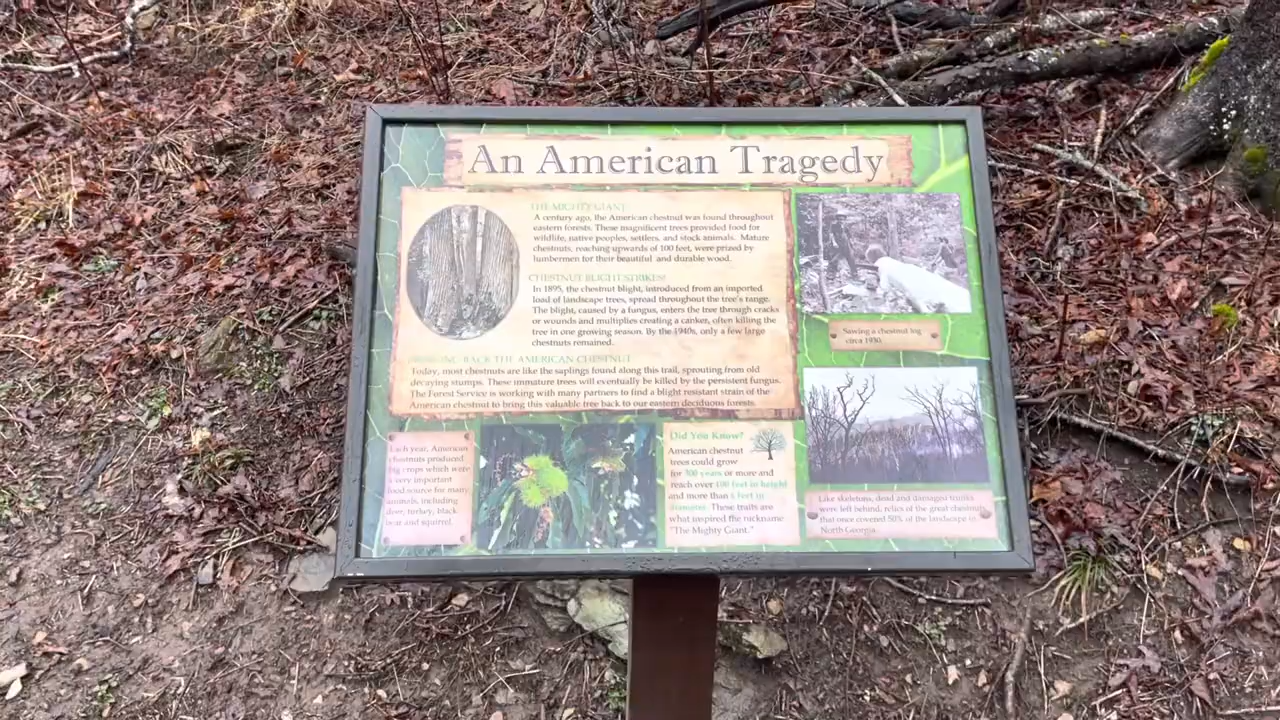 An American Tragedy
THE MIGHTY GIANT
A century ago, the American chestnut was found throughout
eastern forests. These magnificent trees provided food for
wildlife, native peoples, settlers, and stock animals. Mature
chestnuts, reaching upwards of 100 feet, were prized by
lumbermen for their beautiful and durable wood.
CHESTNUT BLIGHT STRIKES!
In 1895, the chestnut blight, introduced from an imported
load of landscape trees, spread throughout the tree's range.
The blight, caused by a fungus, enters the tree through cracks
or wounds and multiplies creating a canker, often killing the
tree in one growing season. By the 1940s, only a few large
chestnuts remained.
BRINGING BACK THE AMERICAN CHESTNUT
Today, most chestnuts are like the saplings found along this trail, sprouting from old
decaying stumps. These immature trees will eventually be killed by the persistent fungus.
The Forest Service is working with many partners to find a blight resistant strain of the
American chestnut to bring this valuable tree back to our eastern deciduous forests.
Sawing a chestnut log
circa 1930.
Each year, American
chestnuts produced
big crops which were
a very important
food source for many
animals, including
deer, turkey, black
bear and squirrel.
Did You Know?
American chestnut
trees could grow
for 300 years or more and
reach over 100 feet in height
and more than 6 feet in
diameter. These traits are
what inspired the nickname
"The Mighty Giant."
Like skeletons, dead and damaged trunks
were left behind, relics of the great chestnut
that once covered 50% of the landscape in
North Georgia.